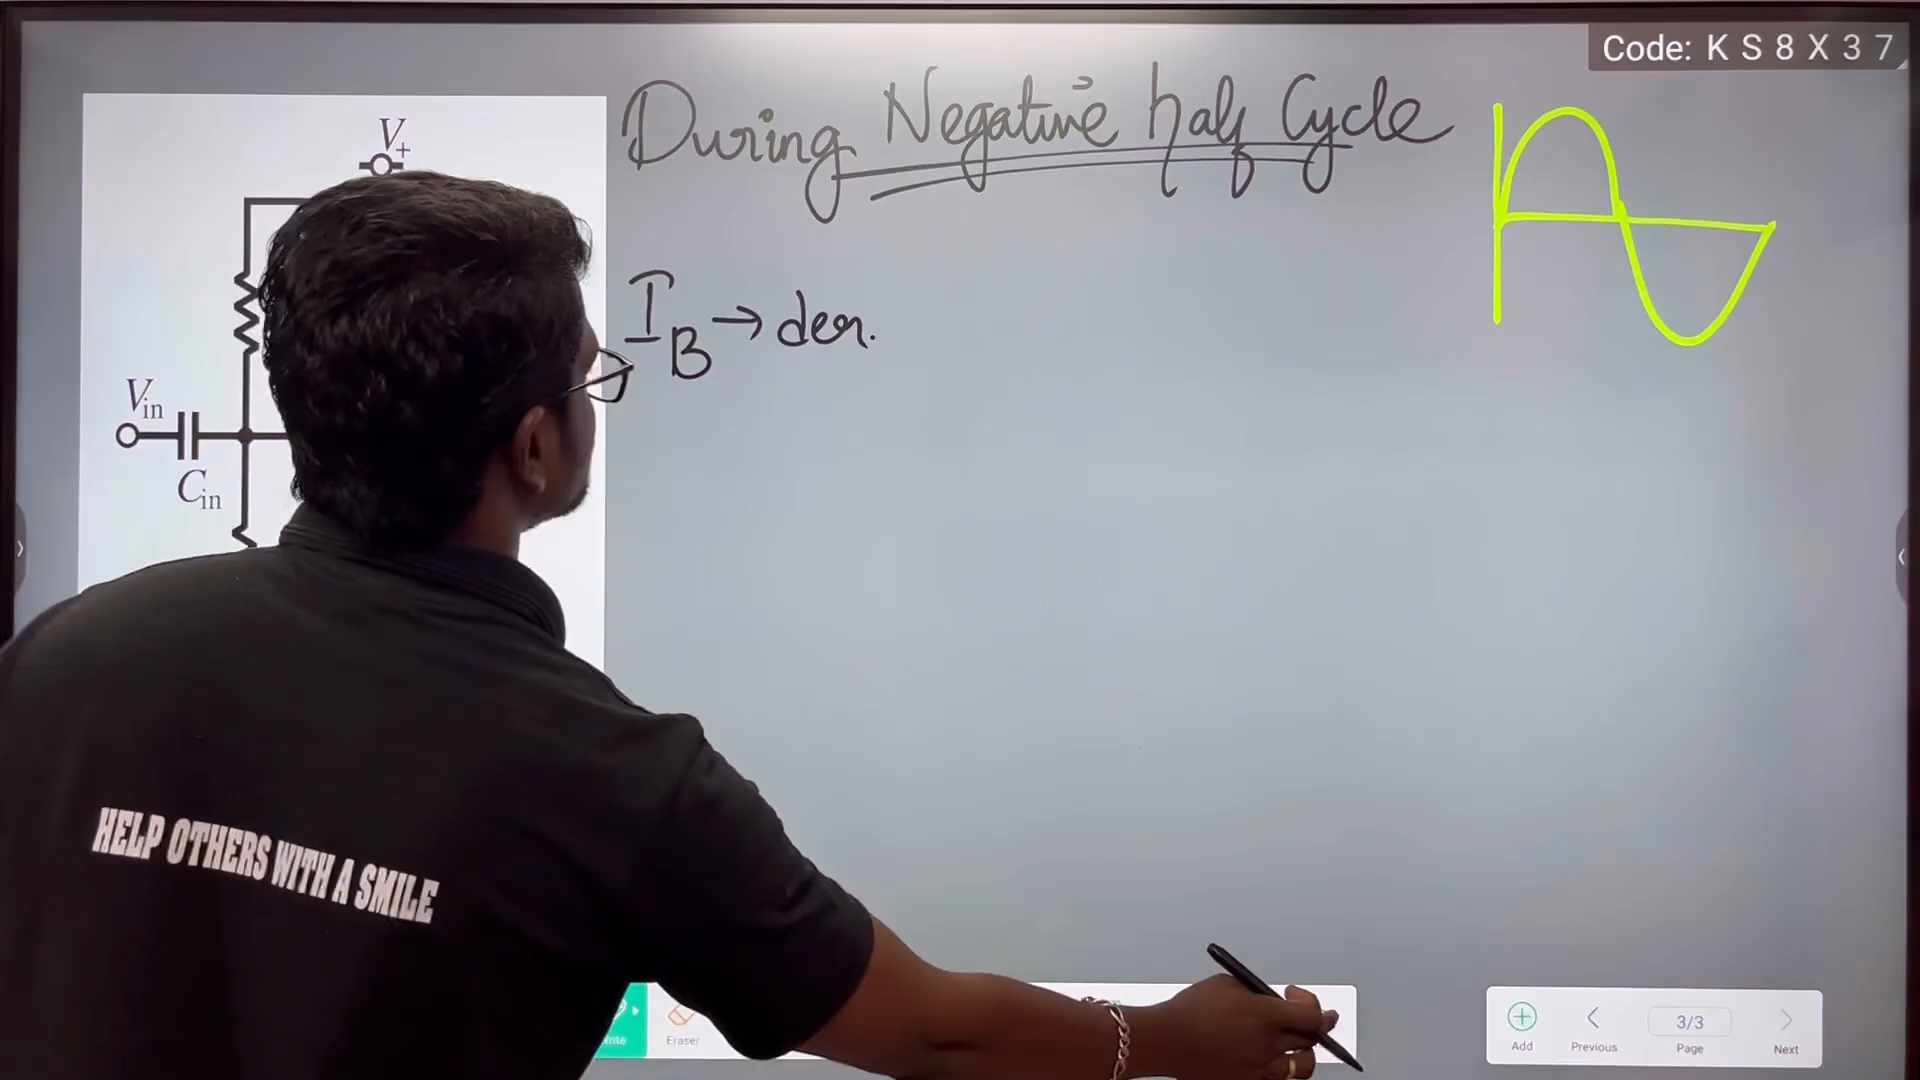 Code: K S 8 X 3 7
During Negative half Cycle
V+
I_B → der.
Vin
Cin
HELP OTHERS WITH A SMILE
Eraser
Add
Previous
3/3
Page
Next